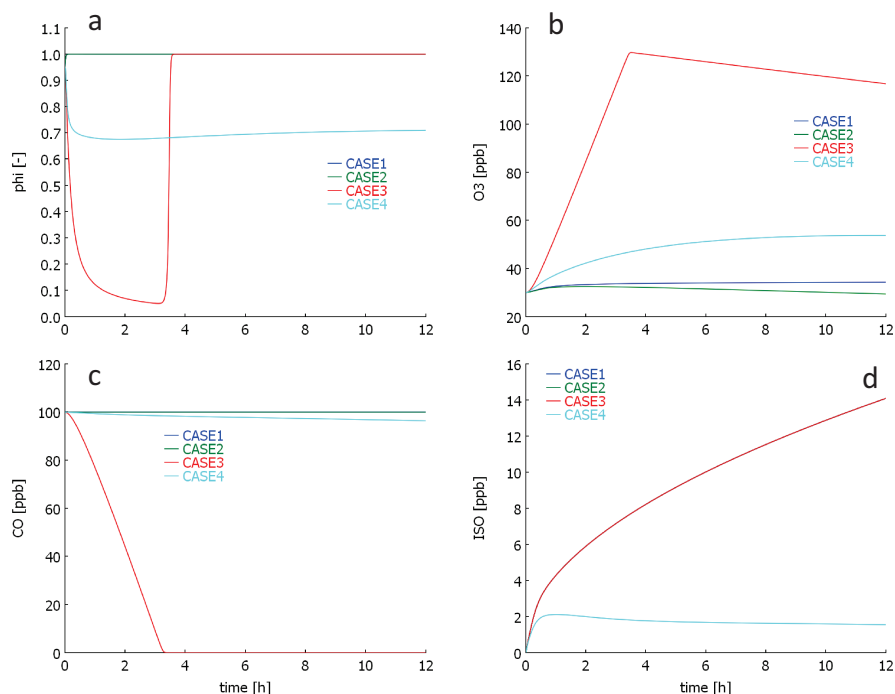 a
1.1
1.0
0.9
0.8
0.7
0.6
0.5
0.4
0.3
0.2
0.1
0.0
phi [-]
CASE1
CASE2
CASE3
CASE4
0 2 4 6 8 10 12
b
140
120
100
80
60
40
20
O3 [ppb]
CASE1
CASE2
CASE3
CASE4
0 2 4 6 8 10 12
c
120
100
80
60
40
20
0
CO [ppb]
CASE1
CASE2
CASE3
CASE4
0 2 4 6 8 10 12
time [h]
d
16
14
12
10
8
6
4
2
0
ISO [ppb]
CASE1
CASE2
CASE3
CASE4
0 2 4 6 8 10 12
time [h]